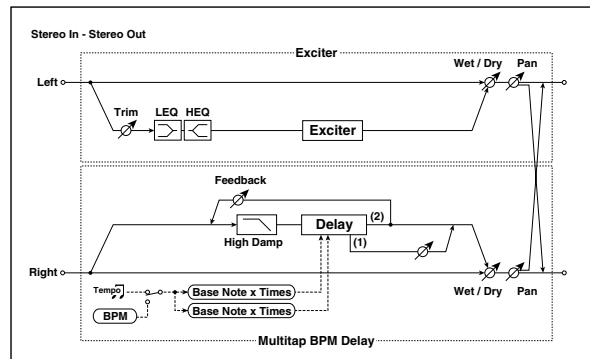 Stereo In - Stereo Out
Exciter
Wet / Dry Pan
Left
Trim LEQ HEQ
Exciter
Feedback
High Damp
Delay
(2)
(1)
Right
Tempo
BPM
Base Note x Times
Base Note x Times
Wet / Dry Pan
Multitap BPM Delay